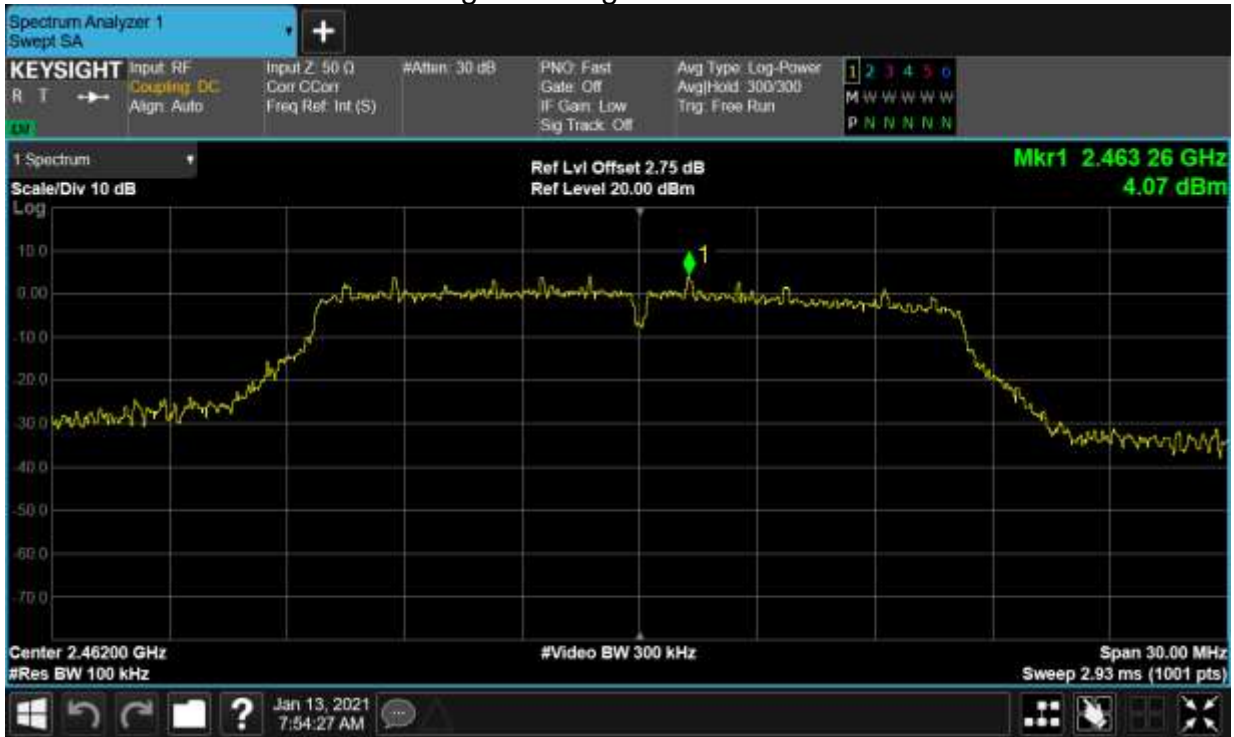 Spectrum Analyzer 1
Swept SA
+
KEYSIGHT
R T
Input: RF
Coupling: DC
Align: Auto
Input Z: 50 Ω
Corr CCorr
Freq Ref: Int (S)
#Atten: 30 dB
PNO: Fast
Gate: Off
IF Gain: Low
Sig Track: Off
Avg Type: Log-Power
Avg|Hold: 300/300
Trig: Free Run
1 2 3 4 5 6
M W W W W W
P N N N N N
1 Spectrum
Scale/Div 10 dB
Log
Ref Lvl Offset 2.75 dB
Ref Level 20.00 dBm
Mkr1 2.463 26 GHz
4.07 dBm
1
10.0
0.00
-10.0
-20.0
-30.0
-40.0
-50.0
-60.0
-70.0
Center 2.46200 GHz
#Res BW 100 kHz
#Video BW 300 kHz
Span 30.00 MHz
Sweep 2.93 ms (1001 pts)
?
Jan 13, 2021
7:54:27 AM